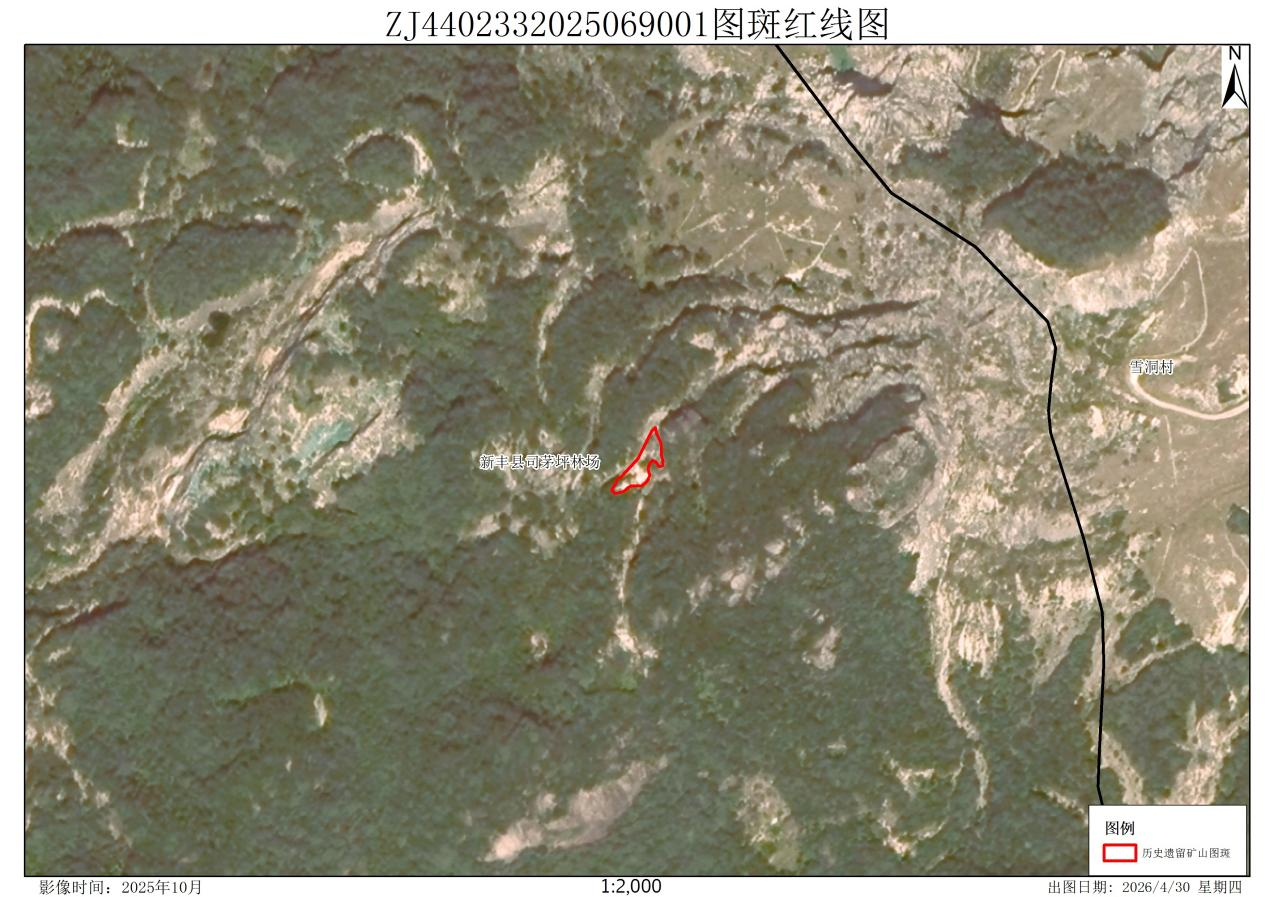 ZJ4402332025069001图斑红线图
N
雪洞村
新丰县司茅坪林场
图例
历史遗留矿山图斑
影像时间：2025年10月
1:2,000
出图日期: 2026/4/30 星期四